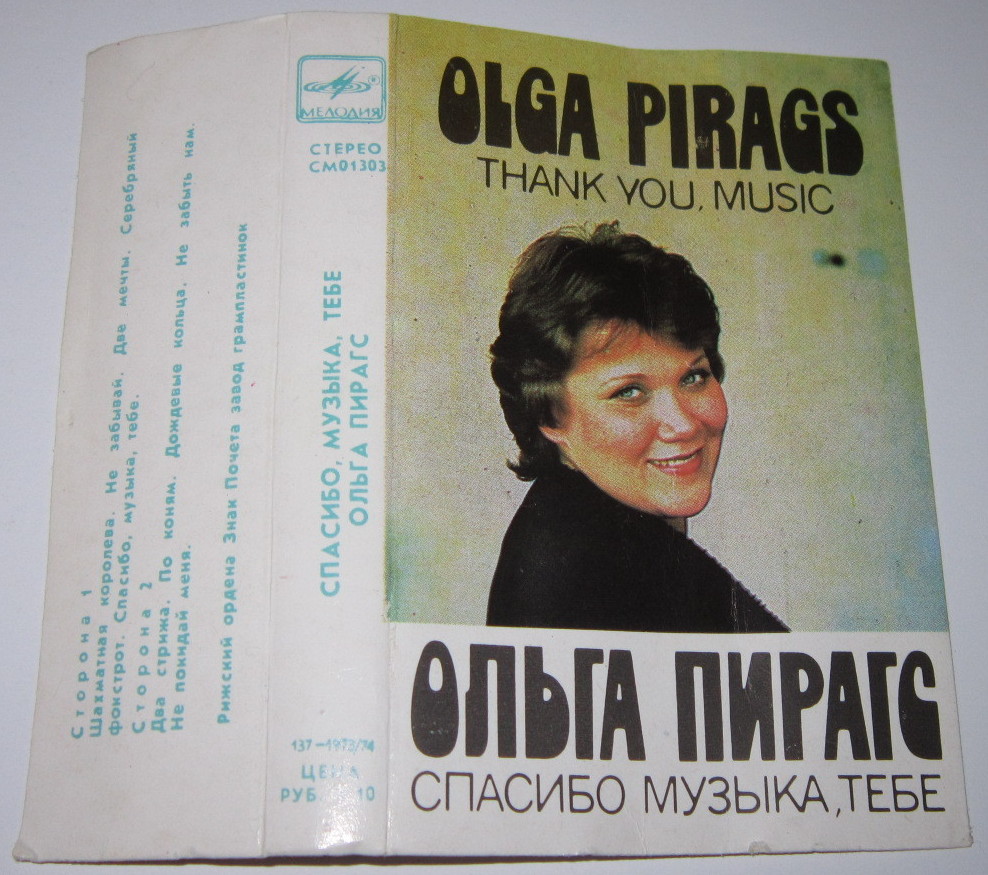 Сторона 1
Шахматная королева. Не забывай. Две мечты. Серебряный
фокстрот. Спасибо, музыка, тебе.
Сторона 2
Два стрижа. По коням. Дождевые кольца. Не забыть нам.
Не покидай меня.
Рижский ордена Знак Почета завод грампластинок
МЕЛОДИЯ
СТЕРЕО
СМ01303
СПАСИБО, МУЗЫКА, ТЕБЕ
ОЛЬГА ПИРАГС
137—1973/74
ЦЕНА
РУБ. 10
OLGA PIRAGS
THANK YOU, MUSIC
ОЛЬГА ПИРАГС
СПАСИБО МУЗЫКА, ТЕБЕ